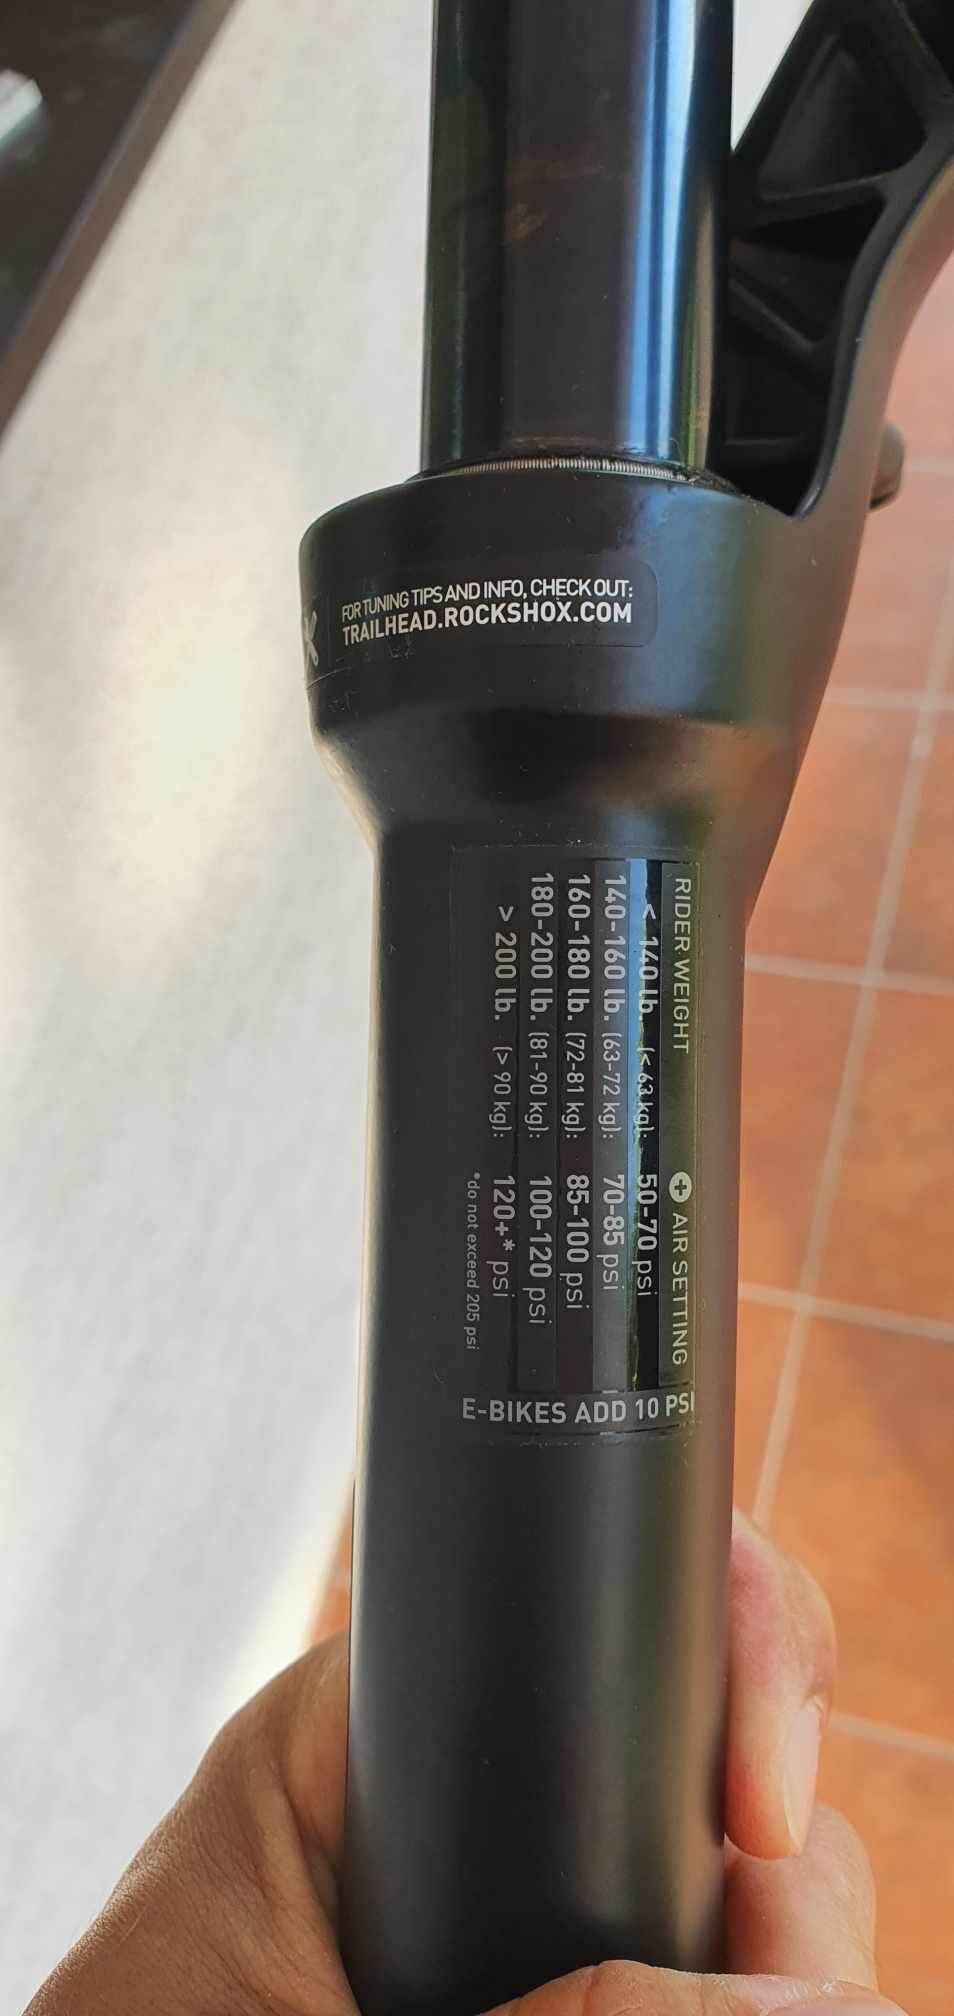 FOR TUNING TIPS AND INFO, CHECK OUT:
TRAILHEAD.ROCKSHOX.COM
RIDER WEIGHT + AIR SETTING
< 140 lb. (< 63 kg): 50-70 psi
140-160 lb. (63-72 kg): 70-85 psi
160-180 lb. (72-81 kg): 85-100 psi
180-200 lb. (81-90 kg): 100-120 psi
> 200 lb. (> 90 kg): 120+* psi
*do not exceed 205 psi
E-BIKES ADD 10 PSI